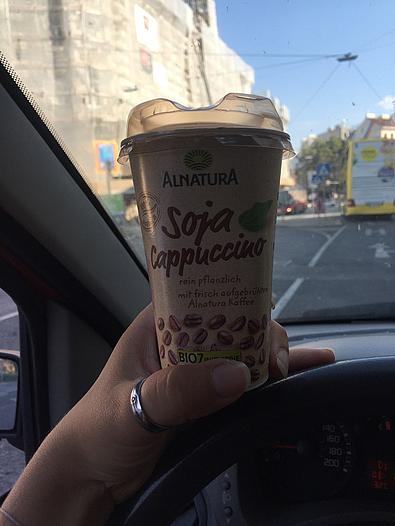 ALNATURA
Soja
Cappuccino
rein pflanzlich
mit frisch aufgebrühtem
Alnatura Kaffee
BIO7
140
160
180
200